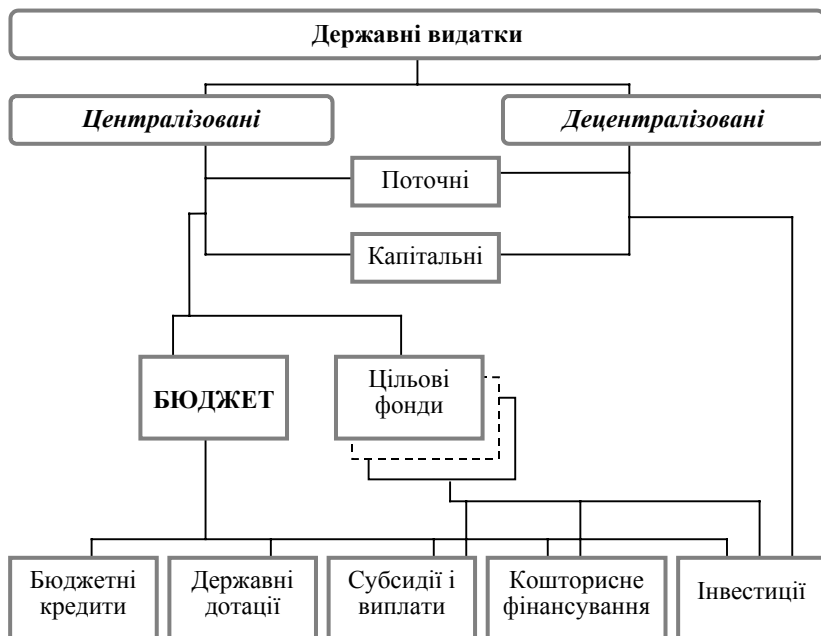 Державні видатки
Централізовані
Децентралізовані
Поточні
Капітальні
БЮДЖЕТ
Цільові
фонди
Бюджетні
кредити
Державні
дотації
Субсидії і
виплати
Кошторисне
фінансування
Інвестиції